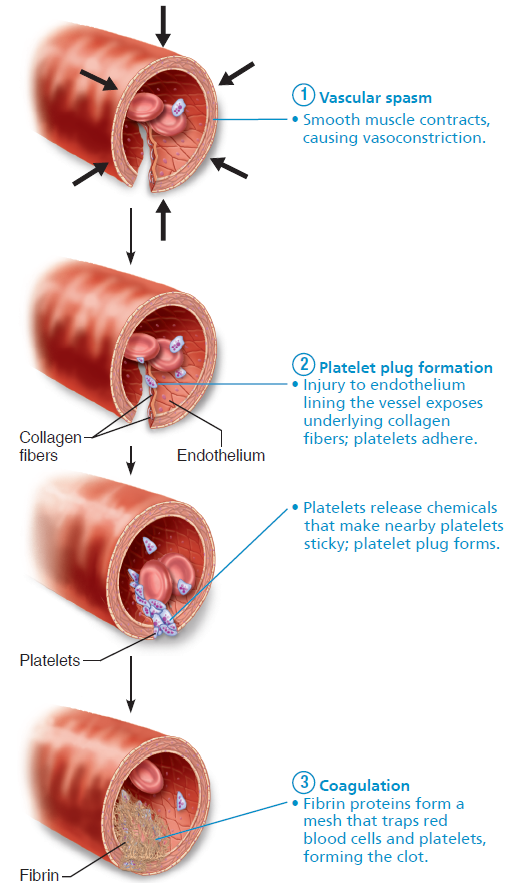 1 Vascular spasm
• Smooth muscle contracts,
causing vasoconstriction.
2 Platelet plug formation
• Injury to endothelium
lining the vessel exposes
underlying collagen
fibers; platelets adhere.
Collagen
fibers
Endothelium
• Platelets release chemicals
that make nearby platelets
sticky; platelet plug forms.
Platelets
3 Coagulation
• Fibrin proteins form a
mesh that traps red
blood cells and platelets,
forming the clot.
Fibrin